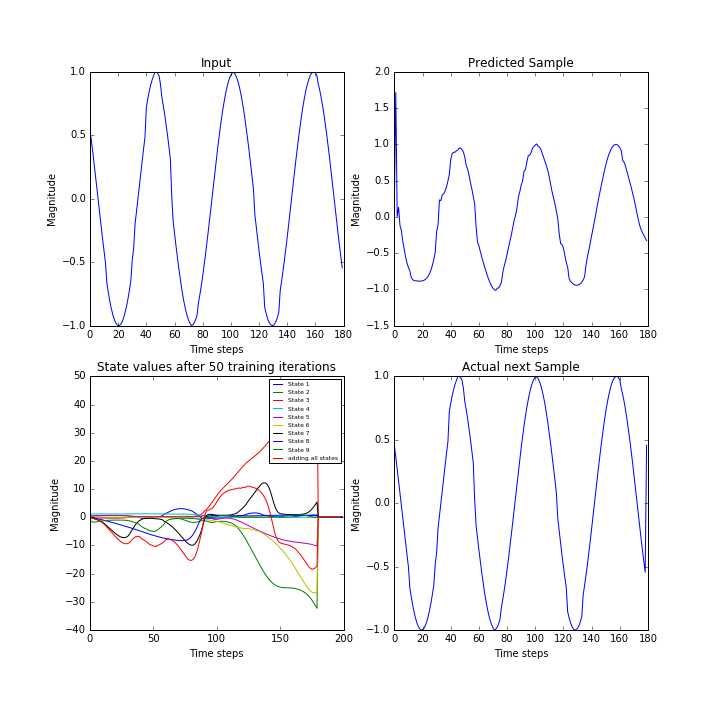 Input
Magnitude
1.0
0.5
0.0
−0.5
−1.0
0 20 40 60 80 100 120 140 160 180
Time steps
Predicted Sample
Magnitude
2.0
1.5
1.0
0.5
0.0
−0.5
−1.0
−1.5
0 20 40 60 80 100 120 140 160 180
Time steps
State values after 50 training iterations
Magnitude
50
40
30
20
10
0
−10
−20
−30
−40
0 50 100 150 200
Time steps
State 1
State 2
State 3
State 4
State 5
State 6
State 7
State 8
State 9
adding all states
Actual next Sample
Magnitude
1.0
0.5
0.0
−0.5
−1.0
0 20 40 60 80 100 120 140 160 180
Time steps